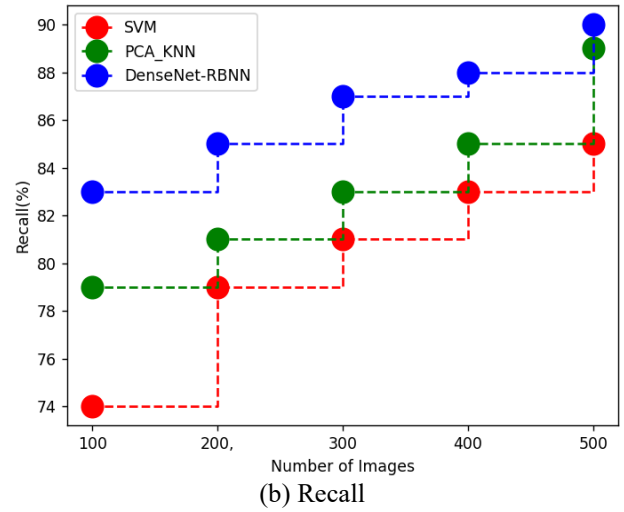 SVM
PCA_KNN
DenseNet-RBNN
90
88
86
84
82
80
78
76
74
Recall(%)
100 200, 300 400 500
Number of Images
(b) Recall